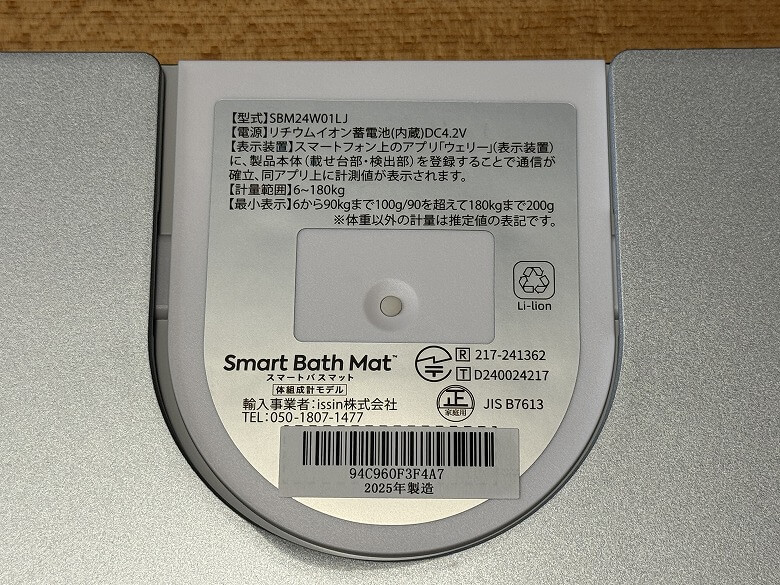 【型式】SBM24W01LJ
【電源】リチウムイオン蓄電池(内蔵)DC4.2V
【表示装置】スマートフォン上のアプリ「ウェリー」(表示装置)
に、製品本体(載せ台部・検出部)を登録することで通信が
確立、同アプリ上に計測値が表示されます。
【計量範囲】6~180kg
【最小表示】6から90kgまで100g/90を超えて180kgまで200g
※体重以外の計量は推定値の表記です。
Li-lion
Smart Bath Mat™
スマートバスマット
体組成計モデル
R 217-241362
T D240024217
輸入事業者:issin株式会社
TEL:050-1807-1477
正
家庭用
JIS B7613
94C960F3F4A7
2025年製造